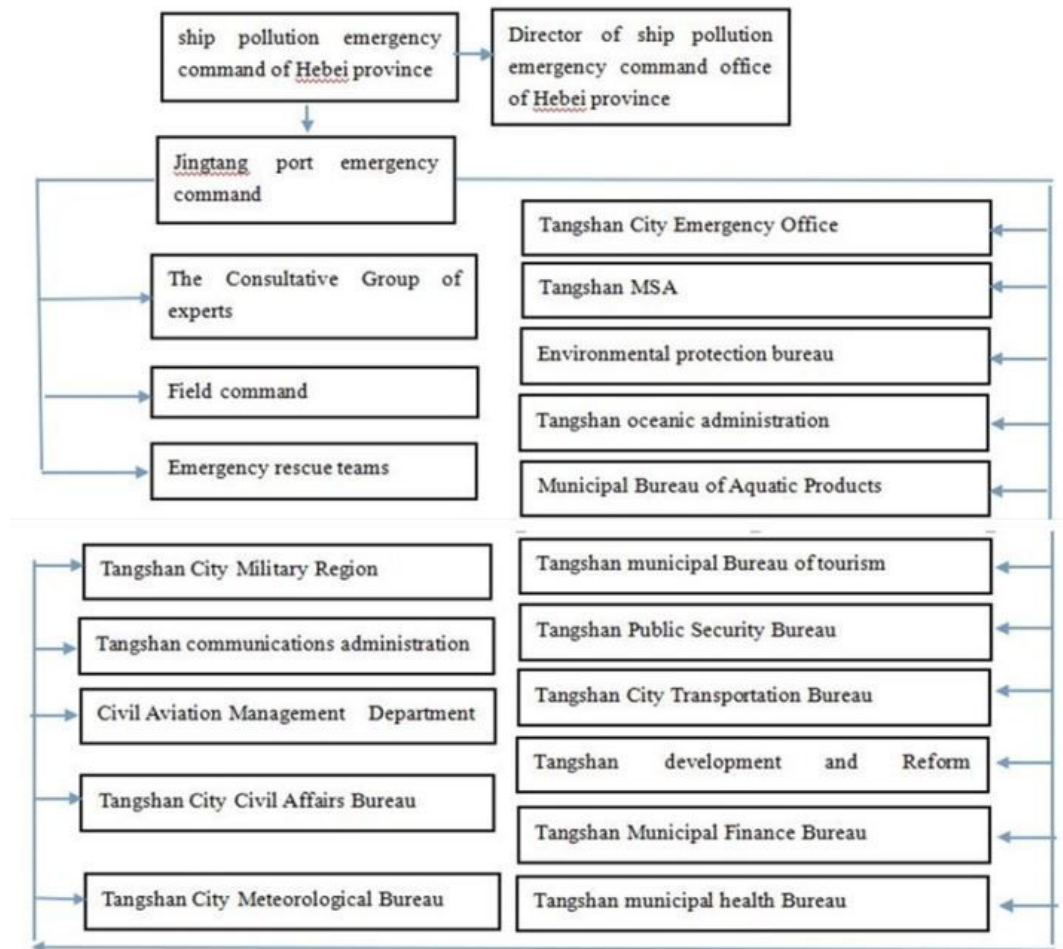 ship pollution emergency
command of Hebei province
Director of ship pollution
emergency command office
of Hebei province
Jingtang port emergency
command
The Consultative Group of
experts
Field command
Emergency rescue teams
Tangshan City Emergency Office
Tangshan MSA
Environmental protection bureau
Tangshan oceanic administration
Municipal Bureau of Aquatic Products
Tangshan City Military Region
Tangshan communications administration
Civil Aviation Management Department
Tangshan City Civil Affairs Bureau
Tangshan City Meteorological Bureau
Tangshan municipal Bureau of tourism
Tangshan Public Security Bureau
Tangshan City Transportation Bureau
Tangshan development and Reform
Tangshan Municipal Finance Bureau
Tangshan municipal health Bureau